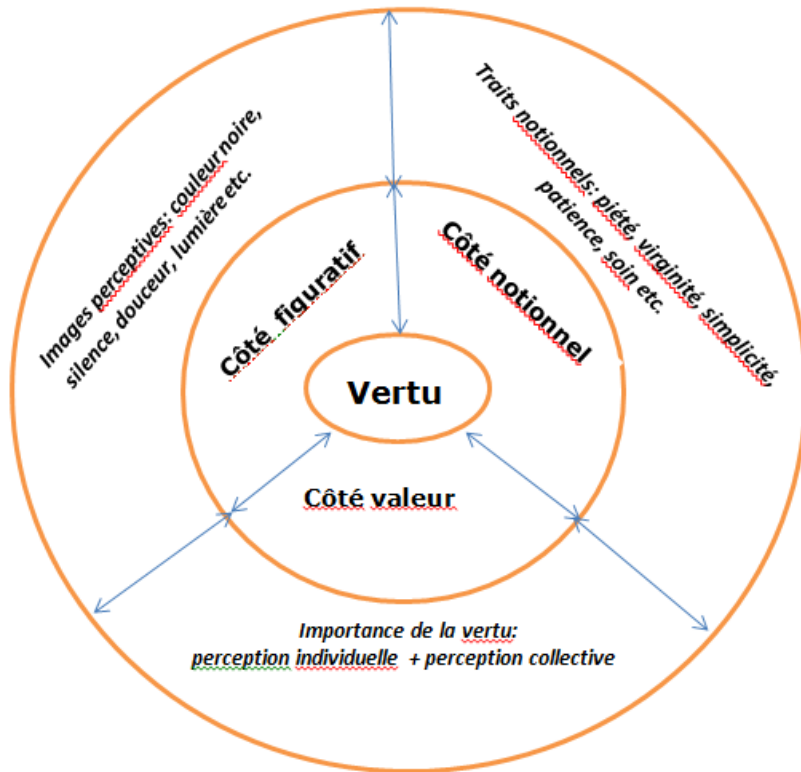 Images perceptives: couleur noire,
silence, douceur, lumière etc.
Traits notionnels: piété, virginité, simplicité,
patience, soin etc.
Côté figuratif
Côté notionnel
Vertu
Côté valeur
Importance de la vertu:
perception individuelle + perception collective